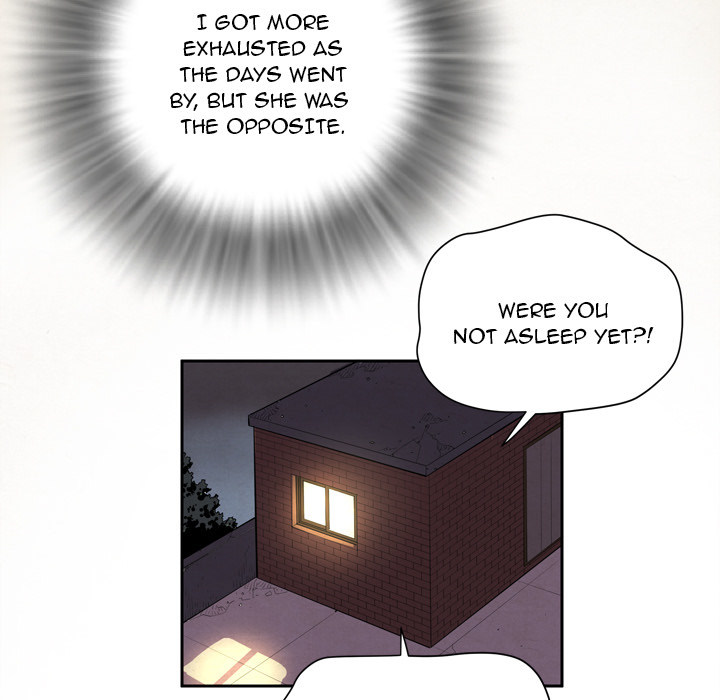 I GOT MORE
EXHAUSTED AS
THE DAYS WENT
BY, BUT SHE WAS
THE OPPOSITE.
WERE YOU
NOT ASLEEP YET?!